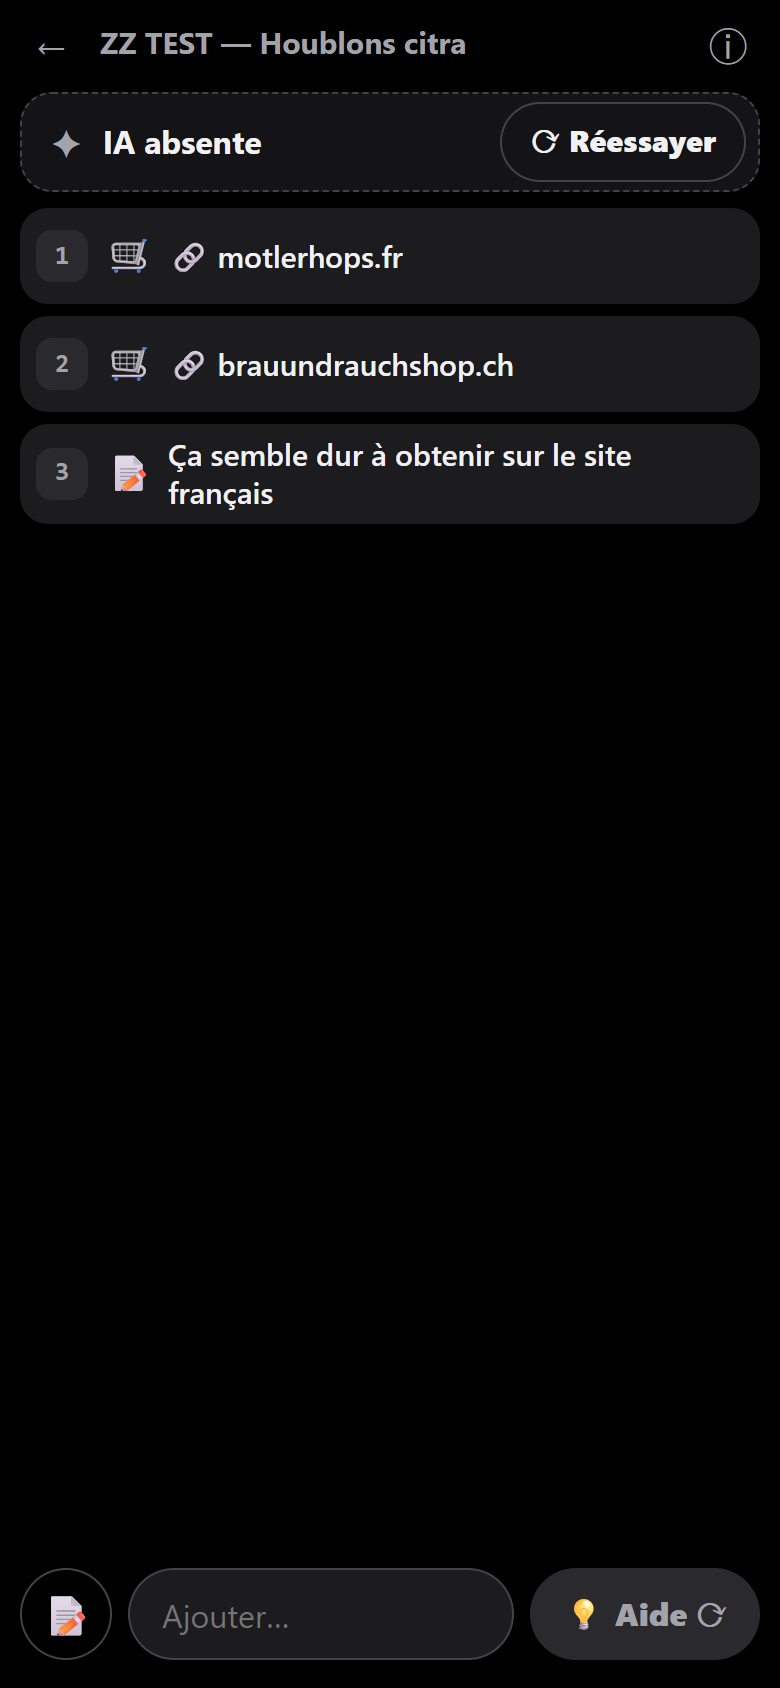 ← ZZ TEST — Houblons citra ⓘ
IA absente ⟳ Réessayer
1 motlerhops.fr
2 brauundrauchshop.ch
3 Ça semble dur à obtenir sur le site
français
Ajouter... Aide ⟳